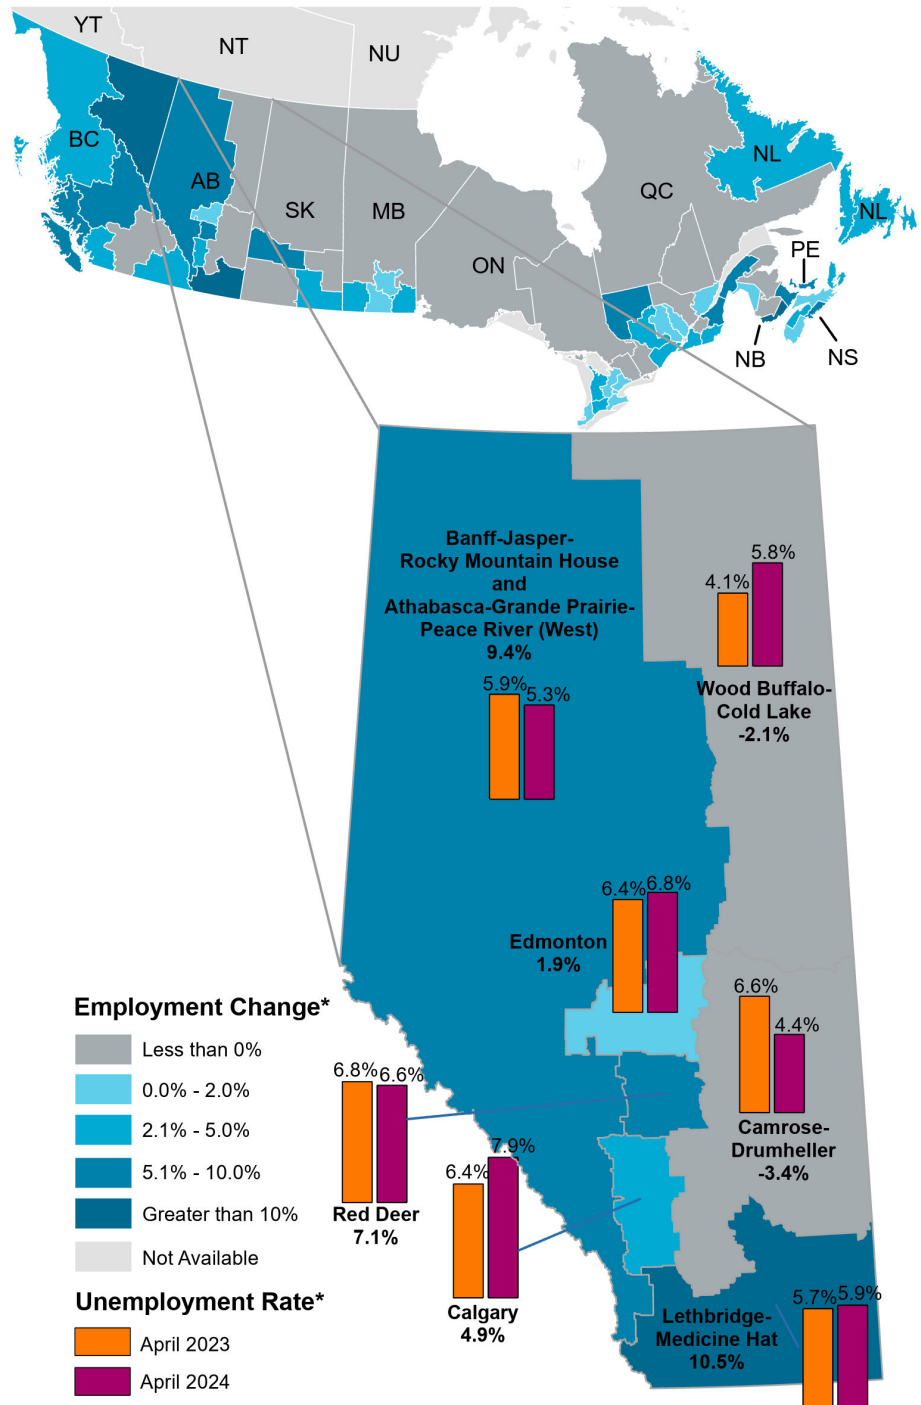 YT
NT
NU
BC
AB
SK
MB
ON
QC
NL
NL
PE
NB
NS
Banff-Jasper-
Rocky Mountain House
and
Athabasca-Grande Prairie-
Peace River (West)
9.4%
5.9%
5.3%
4.1%
5.8%
Wood Buffalo-
Cold Lake
-2.1%
6.4%
6.8%
Edmonton
1.9%
6.6%
4.4%
Camrose-
Drumheller
-3.4%
6.8%
6.6%
Red Deer
7.1%
6.4%
7.9%
Calgary
4.9%
5.7%
5.9%
Lethbridge-
Medicine Hat
10.5%
Employment Change*
Less than 0%
0.0% - 2.0%
2.1% - 5.0%
5.1% - 10.0%
Greater than 10%
Not Available
Unemployment Rate*
April 2023
April 2024